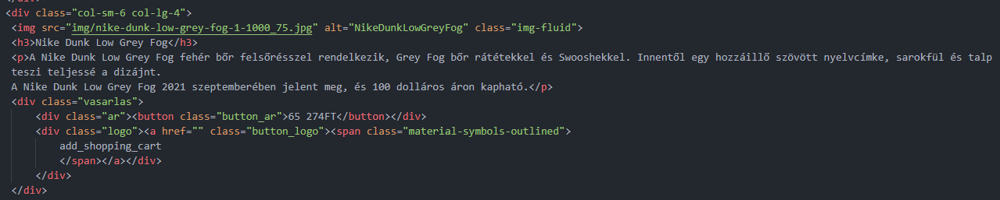 <div class="col-sm-6 col-lg-4">
<img src="img/nike-dunk-low-grey-fog-1-1000_75.jpg" alt="NikeDunkLowGreyFog" class="img-fluid">
<h3>Nike Dunk Low Grey Fog</h3>
<p>A Nike Dunk Low Grey Fog fehér bőr felsőrésszel rendelkezik, Grey Fog bőr rátétekkel és Swooshekkel. Innentől egy hozzáillő szövött nyelvcímke, sarokfül és talp
teszi teljessé a dizájnt.
A Nike Dunk Low Grey Fog 2021 szeptemberében jelent meg, és 100 dolláros áron kapható.</p>
<div class="vasarlas">
<div class="ar"><button class="button_ar">65 274FT</button></div>
<div class="logo"><a href="" class="button_logo"><span class="material-symbols-outlined">
add_shopping_cart
</span></a></div>
</div>
</div>